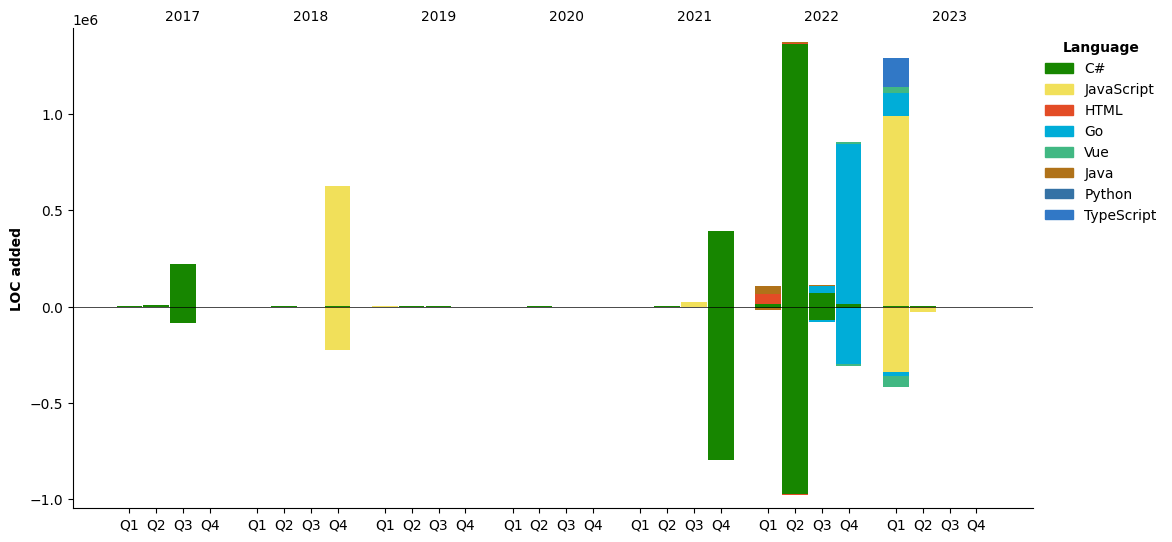 1e6
2017 2018 2019 2020 2021 2022 2023
Language
C#
JavaScript
HTML
Go
Vue
Java
Python
TypeScript
LOC added
1.0
0.5
0.0
−0.5
−1.0
Q1 Q2 Q3 Q4 Q1 Q2 Q3 Q4 Q1 Q2 Q3 Q4 Q1 Q2 Q3 Q4 Q1 Q2 Q3 Q4 Q1 Q2 Q3 Q4 Q1 Q2 Q3 Q4